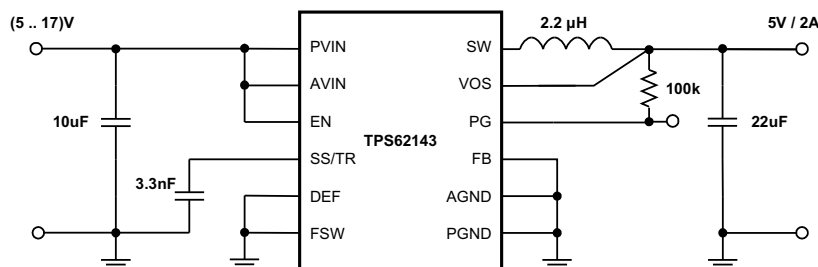 (5 .. 17)V
2.2 µH
5V / 2A
PVIN
SW
AVIN
VOS
100k
10uF
EN
PG
22uF
TPS62143
SS/TR
FB
3.3nF
DEF
AGND
FSW
PGND